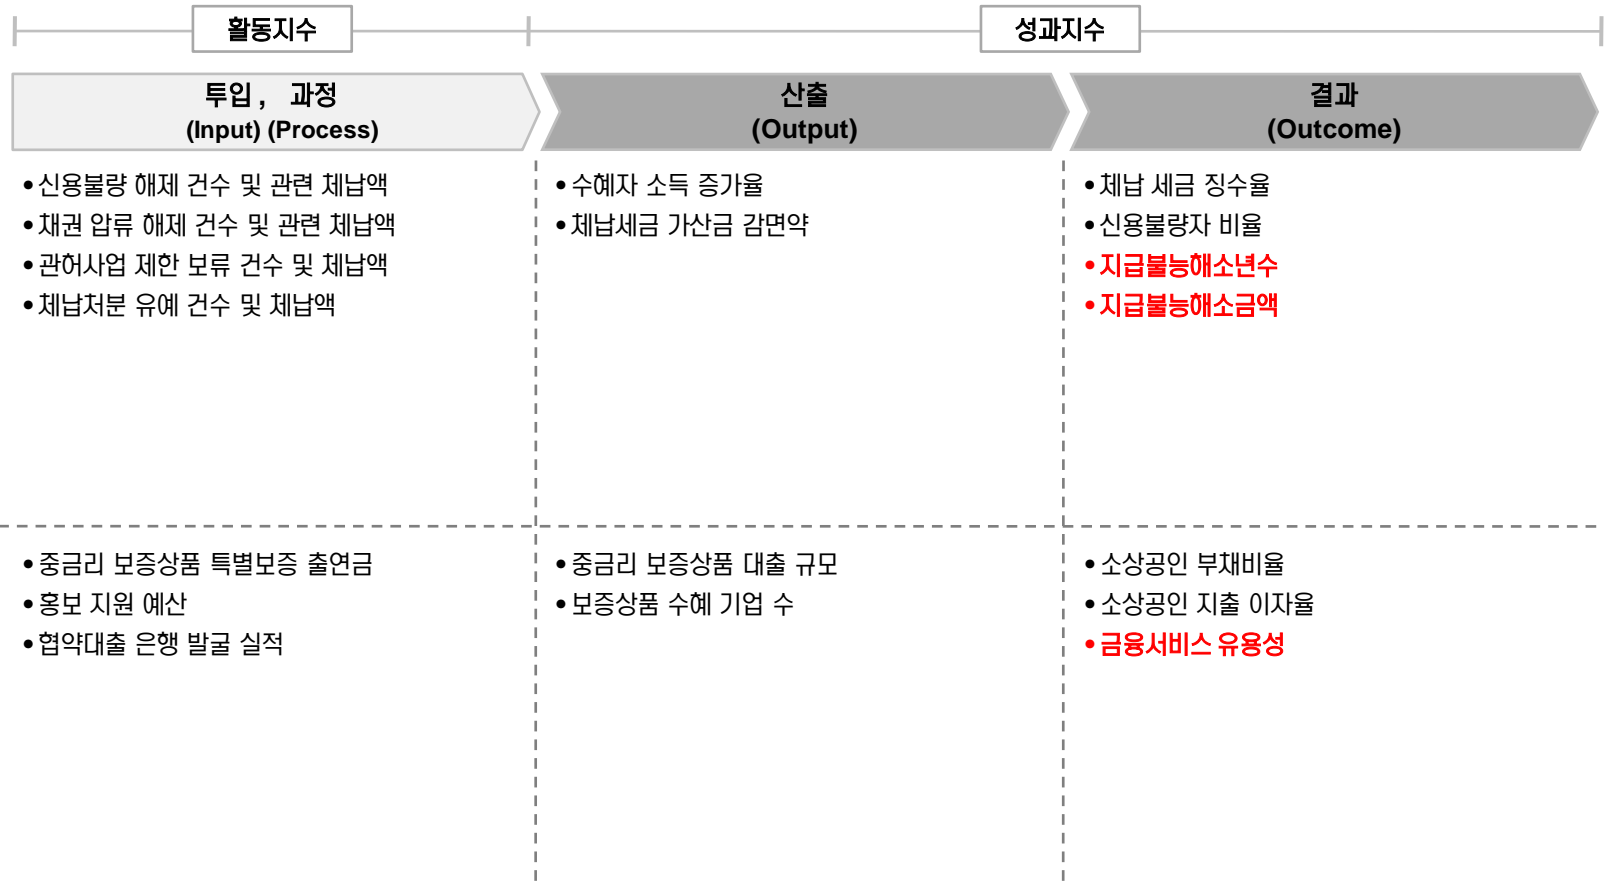 활동지수
성과지수
투입, 과정
(Input) (Process)
산출
(Output)
결과
(Outcome)
•신용불량 해제 건수 및 관련 체납액
•채권 압류 해제 건수 및 관련 체납액
•관허사업 제한 보류 건수 및 체납액
•체납처분 유예 건수 및 체납액
•수혜자 소득 증가율
•체납세금 가산금 감면약
•체납 세금 징수율
•신용불량자 비율
•지급불능해소년수
•지급불능해소금액
•중금리 보증상품 특별보증 출연금
•홍보 지원 예산
•협약대출 은행 발굴 실적
•중금리 보증상품 대출 규모
•보증상품 수혜 기업 수
•소상공인 부채비율
•소상공인 지출 이자율
•금융서비스 유용성